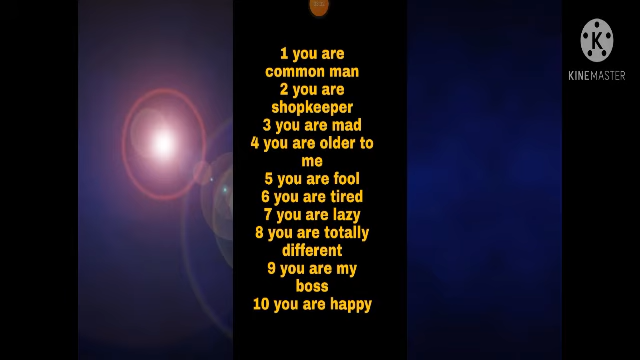 1 you are
common man
2 you are
shopkeeper
3 you are mad
4 you are older to
me
5 you are fool
6 you are tired
7 you are lazy
8 you are totally
different
9 you are my
boss
10 you are happy
K
KINEMASTER